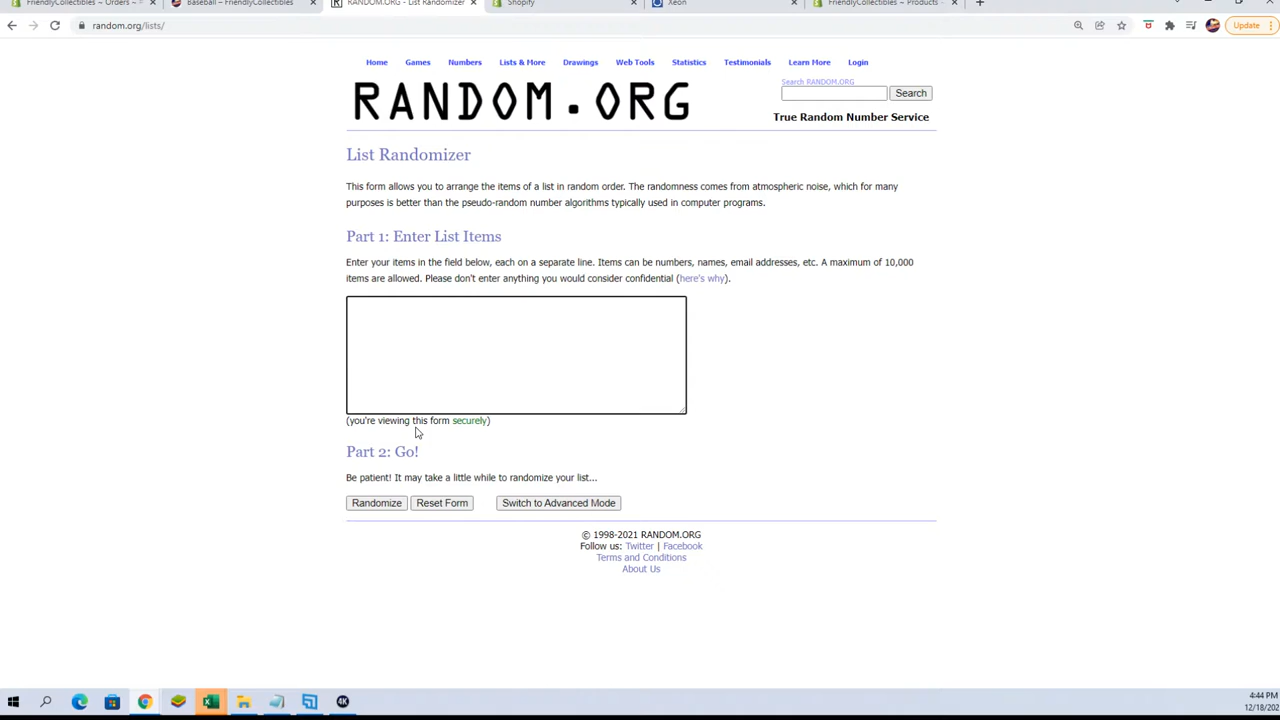 FriendlyCollectibles ~ Orders ~
Baseball – FriendlyCollectibles
RANDOM.ORG - List Randomizer
Shopify
Xeon
FriendlyCollectibles ~ Products ~
random.org/lists/
Update
Home Games Numbers Lists & More Drawings Web Tools Statistics Testimonials Learn More Login
RANDOM.ORG
Search RANDOM.ORG
Search
True Random Number Service
List Randomizer
This form allows you to arrange the items of a list in random order. The randomness comes from atmospheric noise, which for many
purposes is better than the pseudo-random number algorithms typically used in computer programs.
Part 1: Enter List Items
Enter your items in the field below, each on a separate line. Items can be numbers, names, email addresses, etc. A maximum of 10,000
items are allowed. Please don't enter anything you would consider confidential (here's why).
(you're viewing this form securely)
Part 2: Go!
Be patient! It may take a little while to randomize your list...
Randomize Reset Form Switch to Advanced Mode
© 1998-2021 RANDOM.ORG
Follow us: Twitter | Facebook
Terms and Conditions
About Us
4K
4:44 PM
12/18/202